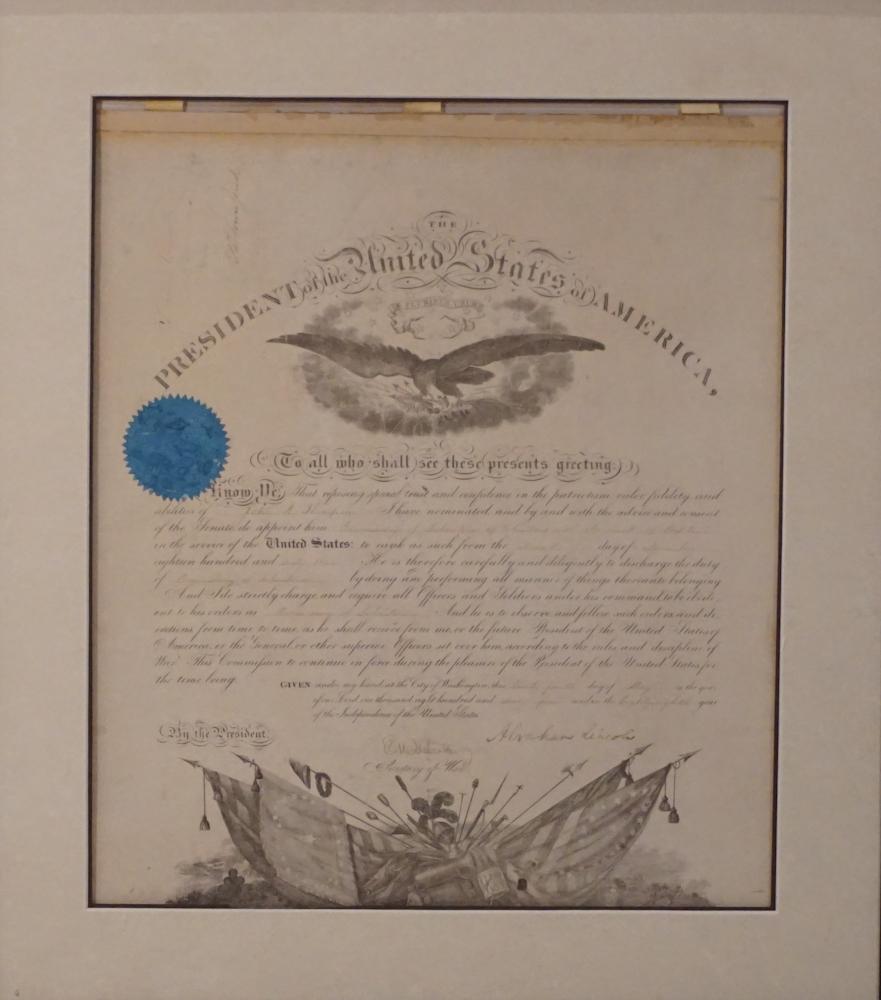 THE
PRESIDENT of the United States of AMERICA,
To all who shall see these presents greeting:
Know Ye, That reposing special trust and confidence in the patriotism valor fidelity and
abilities of I have nominated and by and with the advice and consent
of the Senate do appoint him
in the service of the United States: to rank as such from the day of
eighteen hundred and He is therefore carefully and diligently to discharge the duty
of by doing and performing all manner of things thereunto belonging
And I do strictly charge, and require all Officers and Soldiers under his command to be obedi-
ent to his orders as And he is to observe and follow such orders, and di-
rections, from time to time, as he shall receive from me, or the future President of the United States of
America, or the General, or other superior Officers set over him, according to the rules and discipline of
War. This Commission to continue in force during the pleasure of the President of the United States, for
the time being.
GIVEN under my hand, at the City of Washington, this day of May in the year
of our Lord, one thousand eight hundred and and in the year
of the Independence of the United States.
By the President
Abraham Lincoln
Secretary of War